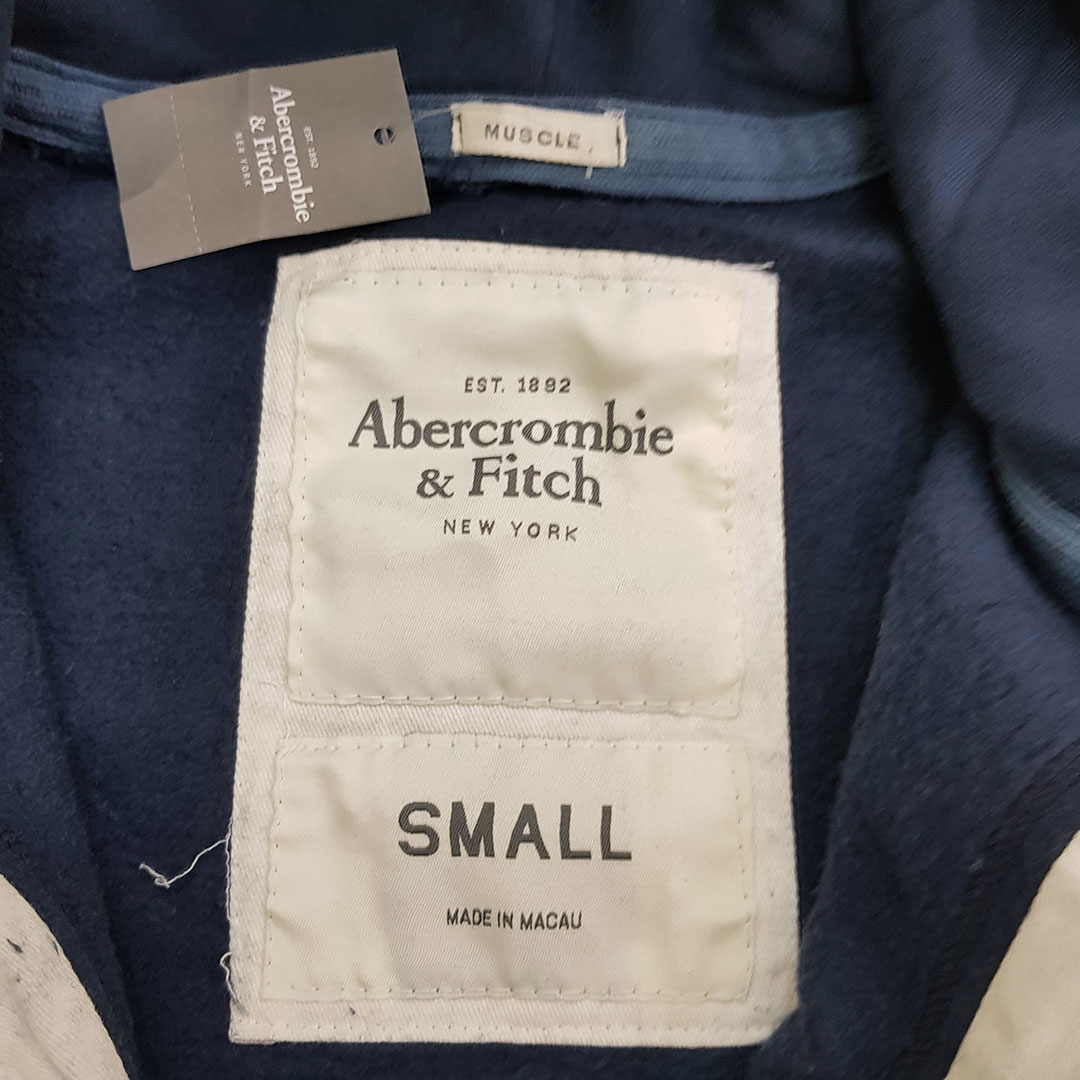 EST. 1892
Abercrombie
& Fitch
NEW YORK
MUSCLE
EST. 1892
Abercrombie
& Fitch
NEW YORK
SMALL
MADE IN MACAU